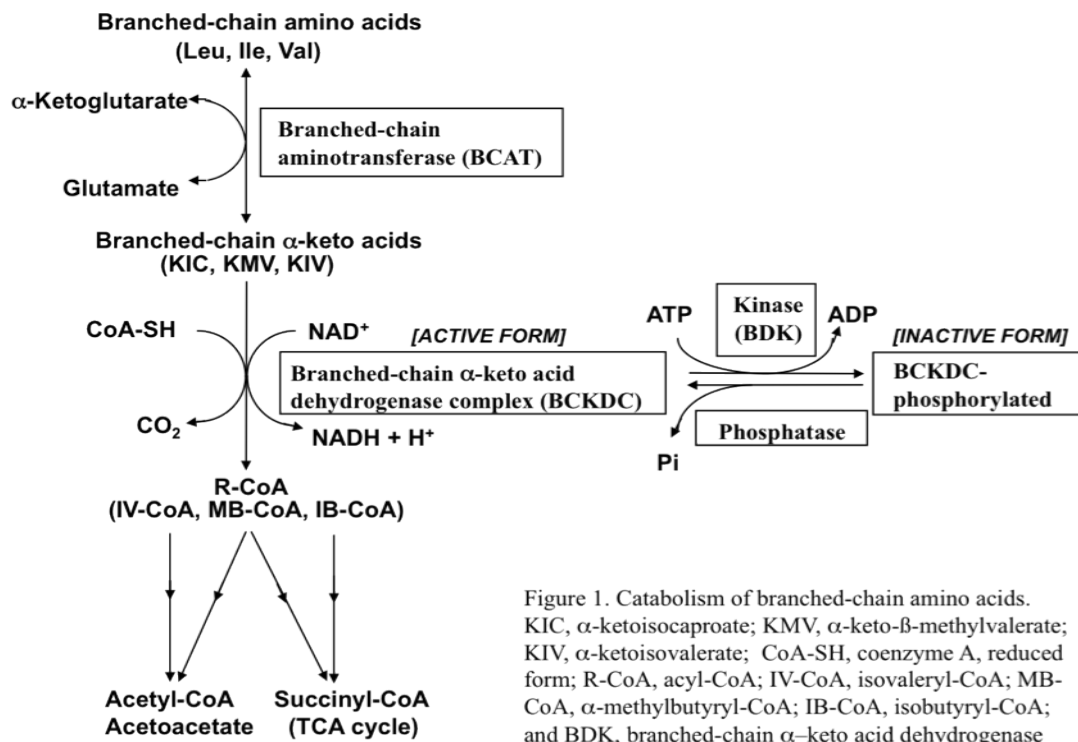 Branched-chain amino acids
(Leu, Ile, Val)
α-Ketoglutarate
Branched-chain
aminotransferase (BCAT)
Glutamate
Branched-chain α-keto acids
(KIC, KMV, KIV)
CoA-SH
NAD⁺
[ACTIVE FORM]
Branched-chain α-keto acid
dehydrogenase complex (BCKDC)
CO₂
NADH + H⁺
ATP
Kinase
(BDK)
ADP
[INACTIVE FORM]
BCKDC-
phosphorylated
Phosphatase
Pi
R-CoA
(IV-CoA, MB-CoA, IB-CoA)
Acetyl-CoA
Acetoacetate
Succinyl-CoA
(TCA cycle)
Figure 1. Catabolism of branched-chain amino acids.
KIC, α-ketoisocaproate; KMV, α-keto-ß-methylvalerate;
KIV, α-ketoisovalerate; CoA-SH, coenzyme A, reduced
form; R-CoA, acyl-CoA; IV-CoA, isovaleryl-CoA; MB-
CoA, α-methylbutyryl-CoA; IB-CoA, isobutyryl-CoA;
and BDK, branched-chain α–keto acid dehydrogenase